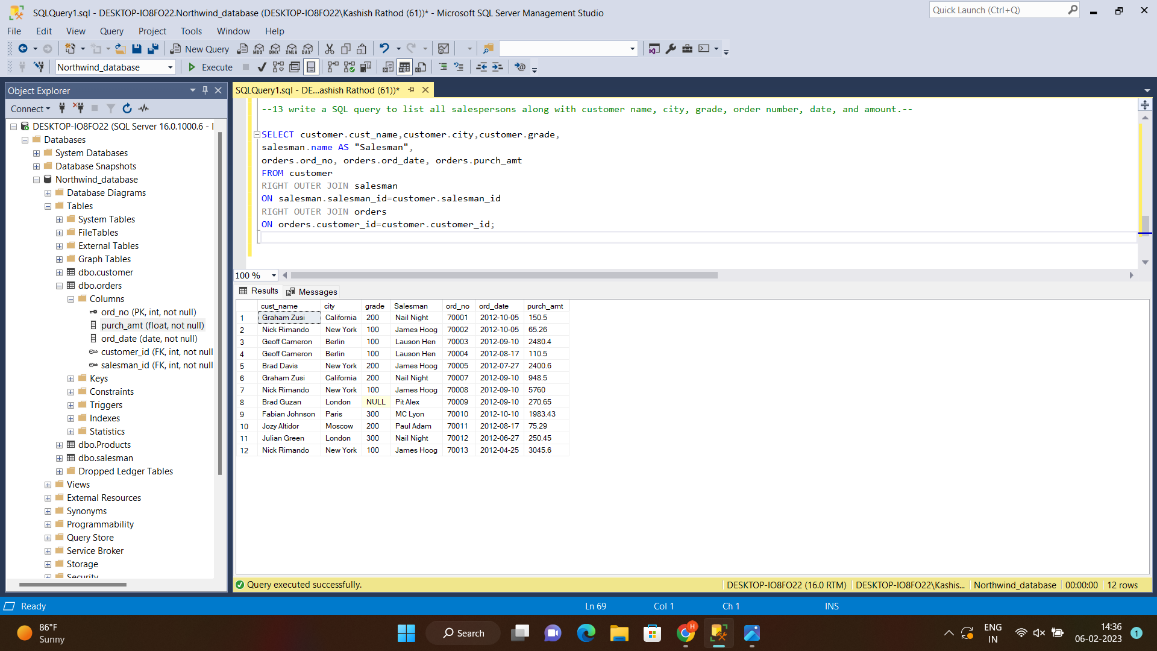 SQLQuery1.sql - DESKTOP-IO8FO22.Northwind_database (DESKTOP-IO8FO22\Kashish Rathod (61))* - Microsoft SQL Server Management Studio
Quick Launch (Ctrl+Q)
File Edit View Query Project Tools Window Help
New Query
Northwind_database Execute
Object Explorer
Connect
DESKTOP-IO8FO22 (SQL Server 16.0.1000.6 -
Databases
System Databases
Database Snapshots
Northwind_database
Database Diagrams
Tables
System Tables
FileTables
External Tables
Graph Tables
dbo.customer
dbo.orders
Columns
ord_no (PK, int, not null)
purch_amt (float, not null)
ord_date (date, not null)
customer_id (FK, int, not null
salesman_id (FK, int, not null
Keys
Constraints
Triggers
Indexes
Statistics
dbo.Products
dbo.salesman
Dropped Ledger Tables
Views
External Resources
Synonyms
Programmability
Query Store
Service Broker
Storage
Security
SQLQuery1.sql - DE...ashish Rathod (61))*
--13 write a SQL query to list all salespersons along with customer name, city, grade, order number, date, and amount.--
SELECT customer.cust_name,customer.city,customer.grade,
salesman.name AS "Salesman",
orders.ord_no, orders.ord_date, orders.purch_amt
FROM customer
RIGHT OUTER JOIN salesman
ON salesman.salesman_id=customer.salesman_id
RIGHT OUTER JOIN orders
ON orders.customer_id=customer.customer_id;
100 %
Results Messages
cust_name city grade Salesman ord_no ord_date purch_amt
1 Graham Zusi California 200 Nail Night 70001 2012-10-05 150.5
2 Nick Rimando New York 100 James Hoog 70002 2012-10-05 65.26
3 Geoff Cameron Berlin 100 Lauson Hen 70003 2012-09-10 2480.4
4 Geoff Cameron Berlin 100 Lauson Hen 70004 2012-08-17 110.5
5 Brad Davis New York 200 James Hoog 70005 2012-07-27 2400.6
6 Graham Zusi California 200 Nail Night 70007 2012-09-10 948.5
7 Nick Rimando New York 100 James Hoog 70008 2012-09-10 5760
8 Brad Guzan London NULL Pit Alex 70009 2012-09-10 270.65
9 Fabian Johnson Paris 300 MC Lyon 70010 2012-10-10 1983.43
10 Jozy Altidor Moscow 200 Paul Adam 70011 2012-08-17 75.29
11 Julian Green London 300 Nail Night 70012 2012-06-27 250.45
12 Nick Rimando New York 100 James Hoog 70013 2012-04-25 3045.6
Query executed successfully. DESKTOP-IO8FO22 (16.0 RTM) DESKTOP-IO8FO22\Kashis... Northwind_database 00:00:00 12 rows
Ready Ln 69 Col 1 Ch 1 INS
86°F
Sunny
Search
ENG
IN
14:36
06-02-2023
1